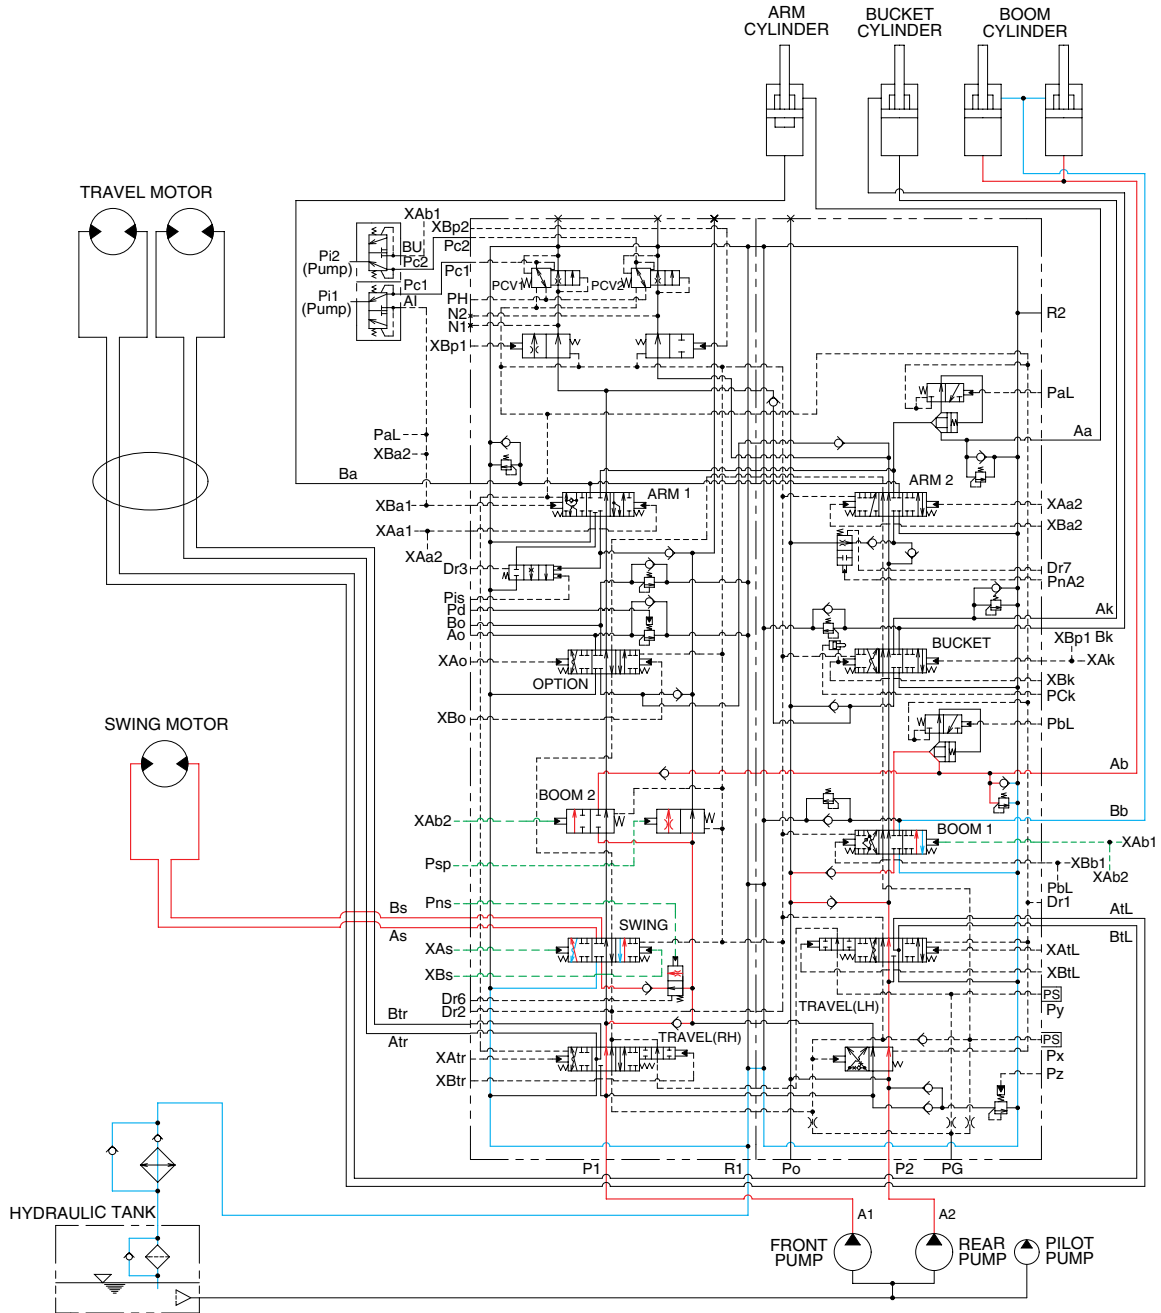 ARM
CYLINDER
BUCKET
CYLINDER
BOOM
CYLINDER
TRAVEL MOTOR
XAb1
XBp2
Pc2
BU
Pi2
(Pump)
Pc2
Pc1
Pc1
Pi1
(Pump)
AI
PCV1
PCV2
PH
N2
N1
XBp1
R2
PaL
Aa
PaL
XBa2
Ba
ARM 1
ARM 2
XBa1
XAa1
XAa2
XAa2
XBa2
Dr3
Dr7
PnA2
Pis
Pd
Bo
Ao
Ak
XBp1
Bk
BUCKET
XAo
XAk
OPTION
XBk
PCk
XBo
PbL
SWING MOTOR
Ab
BOOM 2
Bb
XAb2
BOOM 1
XAb1
Psp
XBb1
XAb2
PbL
Dr1
Pns
Bs
As
SWING
AtL
BtL
XAs
XAtL
XBs
XBtL
Dr6
Dr2
PS
Py
TRAVEL(LH)
Btr
Atr
TRAVEL(RH)
PS
Px
XAtr
Pz
XBtr
P1
R1
Po
P2
PG
HYDRAULIC TANK
A1
A2
FRONT
PUMP
REAR
PUMP
PILOT
PUMP